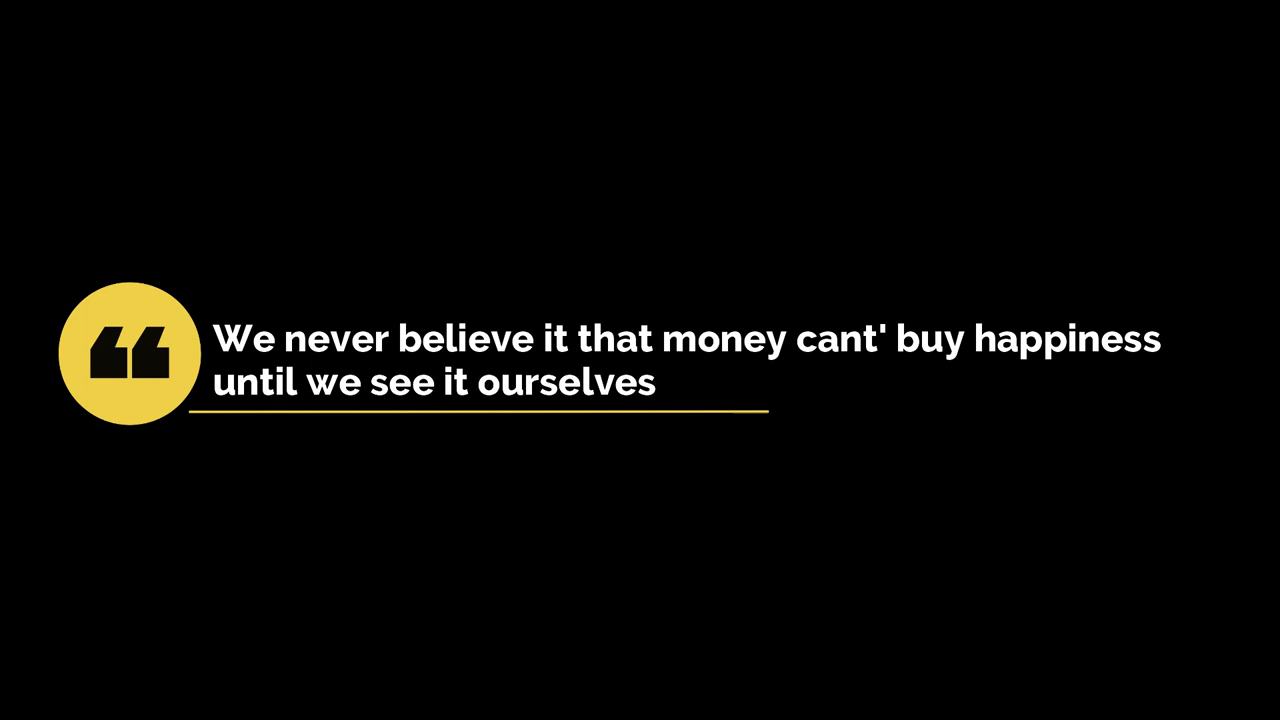 We never believe it that money cant' buy happiness
until we see it ourselves